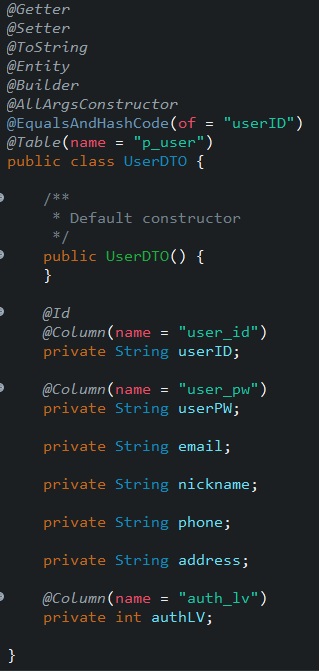 @Getter
@Setter
@ToString
@Entity
@Builder
@AllArgsConstructor
@EqualsAndHashCode(of = "userID")
@Table(name = "p_user")
public class UserDTO {
/**
* Default constructor
*/
public UserDTO() {
}
@Id
@Column(name = "user_id")
private String userID;
@Column(name = "user_pw")
private String userPW;
private String email;
private String nickname;
private String phone;
private String address;
@Column(name = "auth_lv")
private int authLV;
}